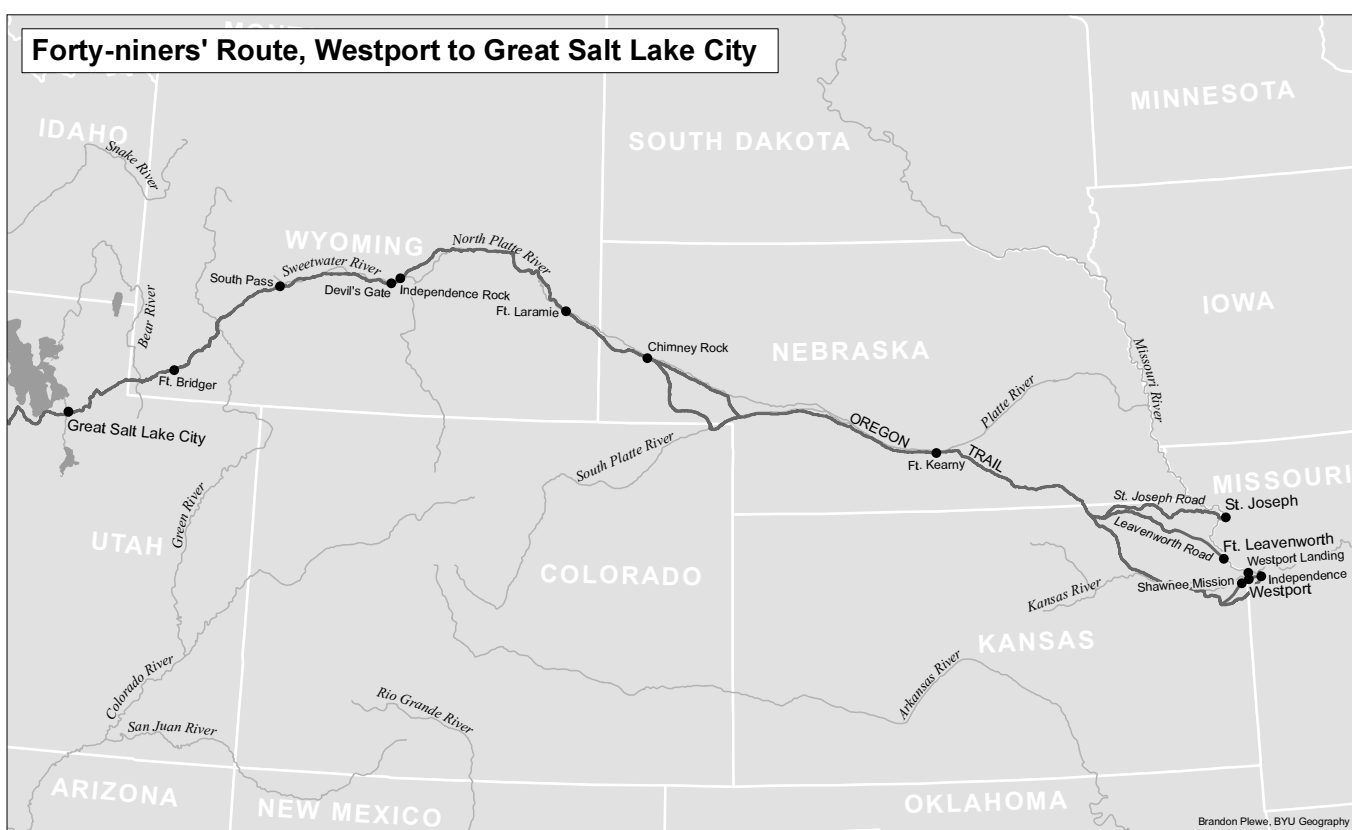 Forty-niners' Route, Westport to Great Salt Lake City
MINNESOTA
IDAHO
Snake River
SOUTH DAKOTA
WYOMING
North Platte River
Sweetwater River
South Pass
Devil's Gate
Independence Rock
Ft. Laramie
IOWA
Bear River
Chimney Rock
NEBRASKA
Missouri River
Ft. Bridger
Platte River
Great Salt Lake City
OREGON
TRAIL
South Platte River
Ft. Kearny
MISSOURI
St. Joseph Road
St. Joseph
Green River
Leavenworth Road
Ft. Leavenworth
UTAH
Westport Landing
COLORADO
Shawnee Mission
Independence
Westport
Kansas River
KANSAS
Colorado River
Arkansas River
Rio Grande River
San Juan River
ARIZONA
NEW MEXICO
OKLAHOMA
Brandon Plewe, BYU Geography